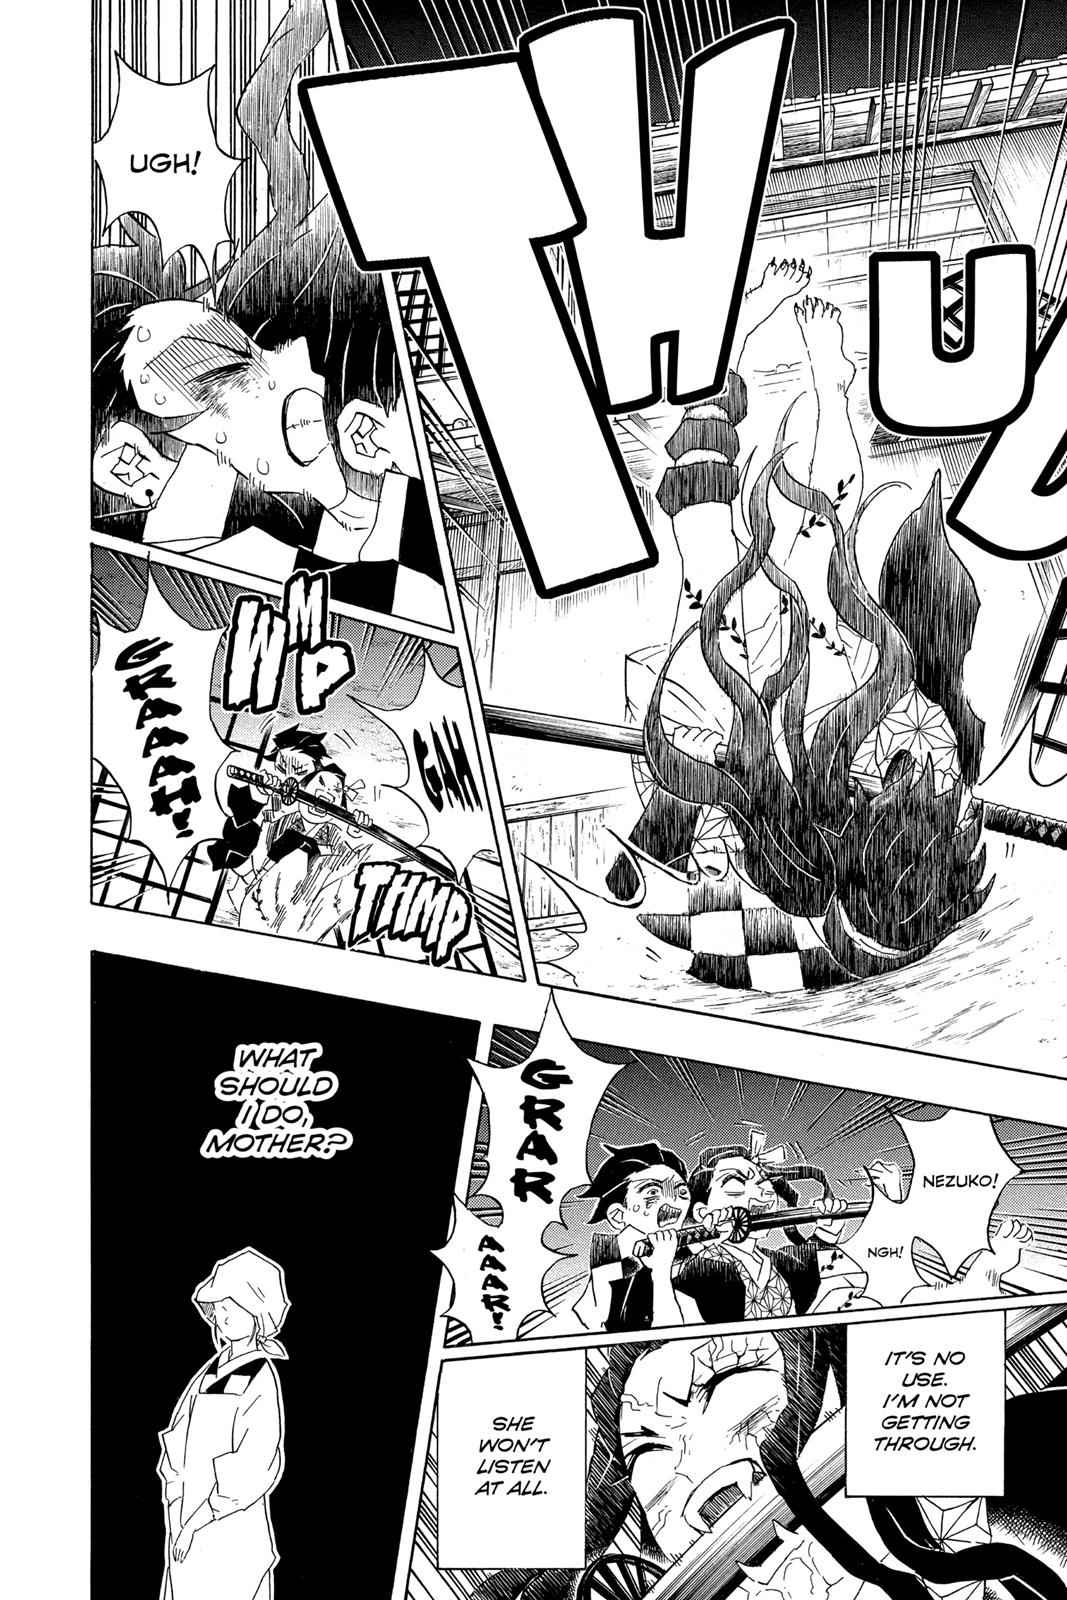 THUD
UGH!
WMP
GRAAAH!
GAH
THMP
NEZUKO!
NGH!
GRAR
AAAR!
IT'S NO
USE.
I'M NOT
GETTING
THROUGH.
SHE
WON'T
LISTEN
AT ALL.
WHAT
SHOULD
I DO,
MOTHER?